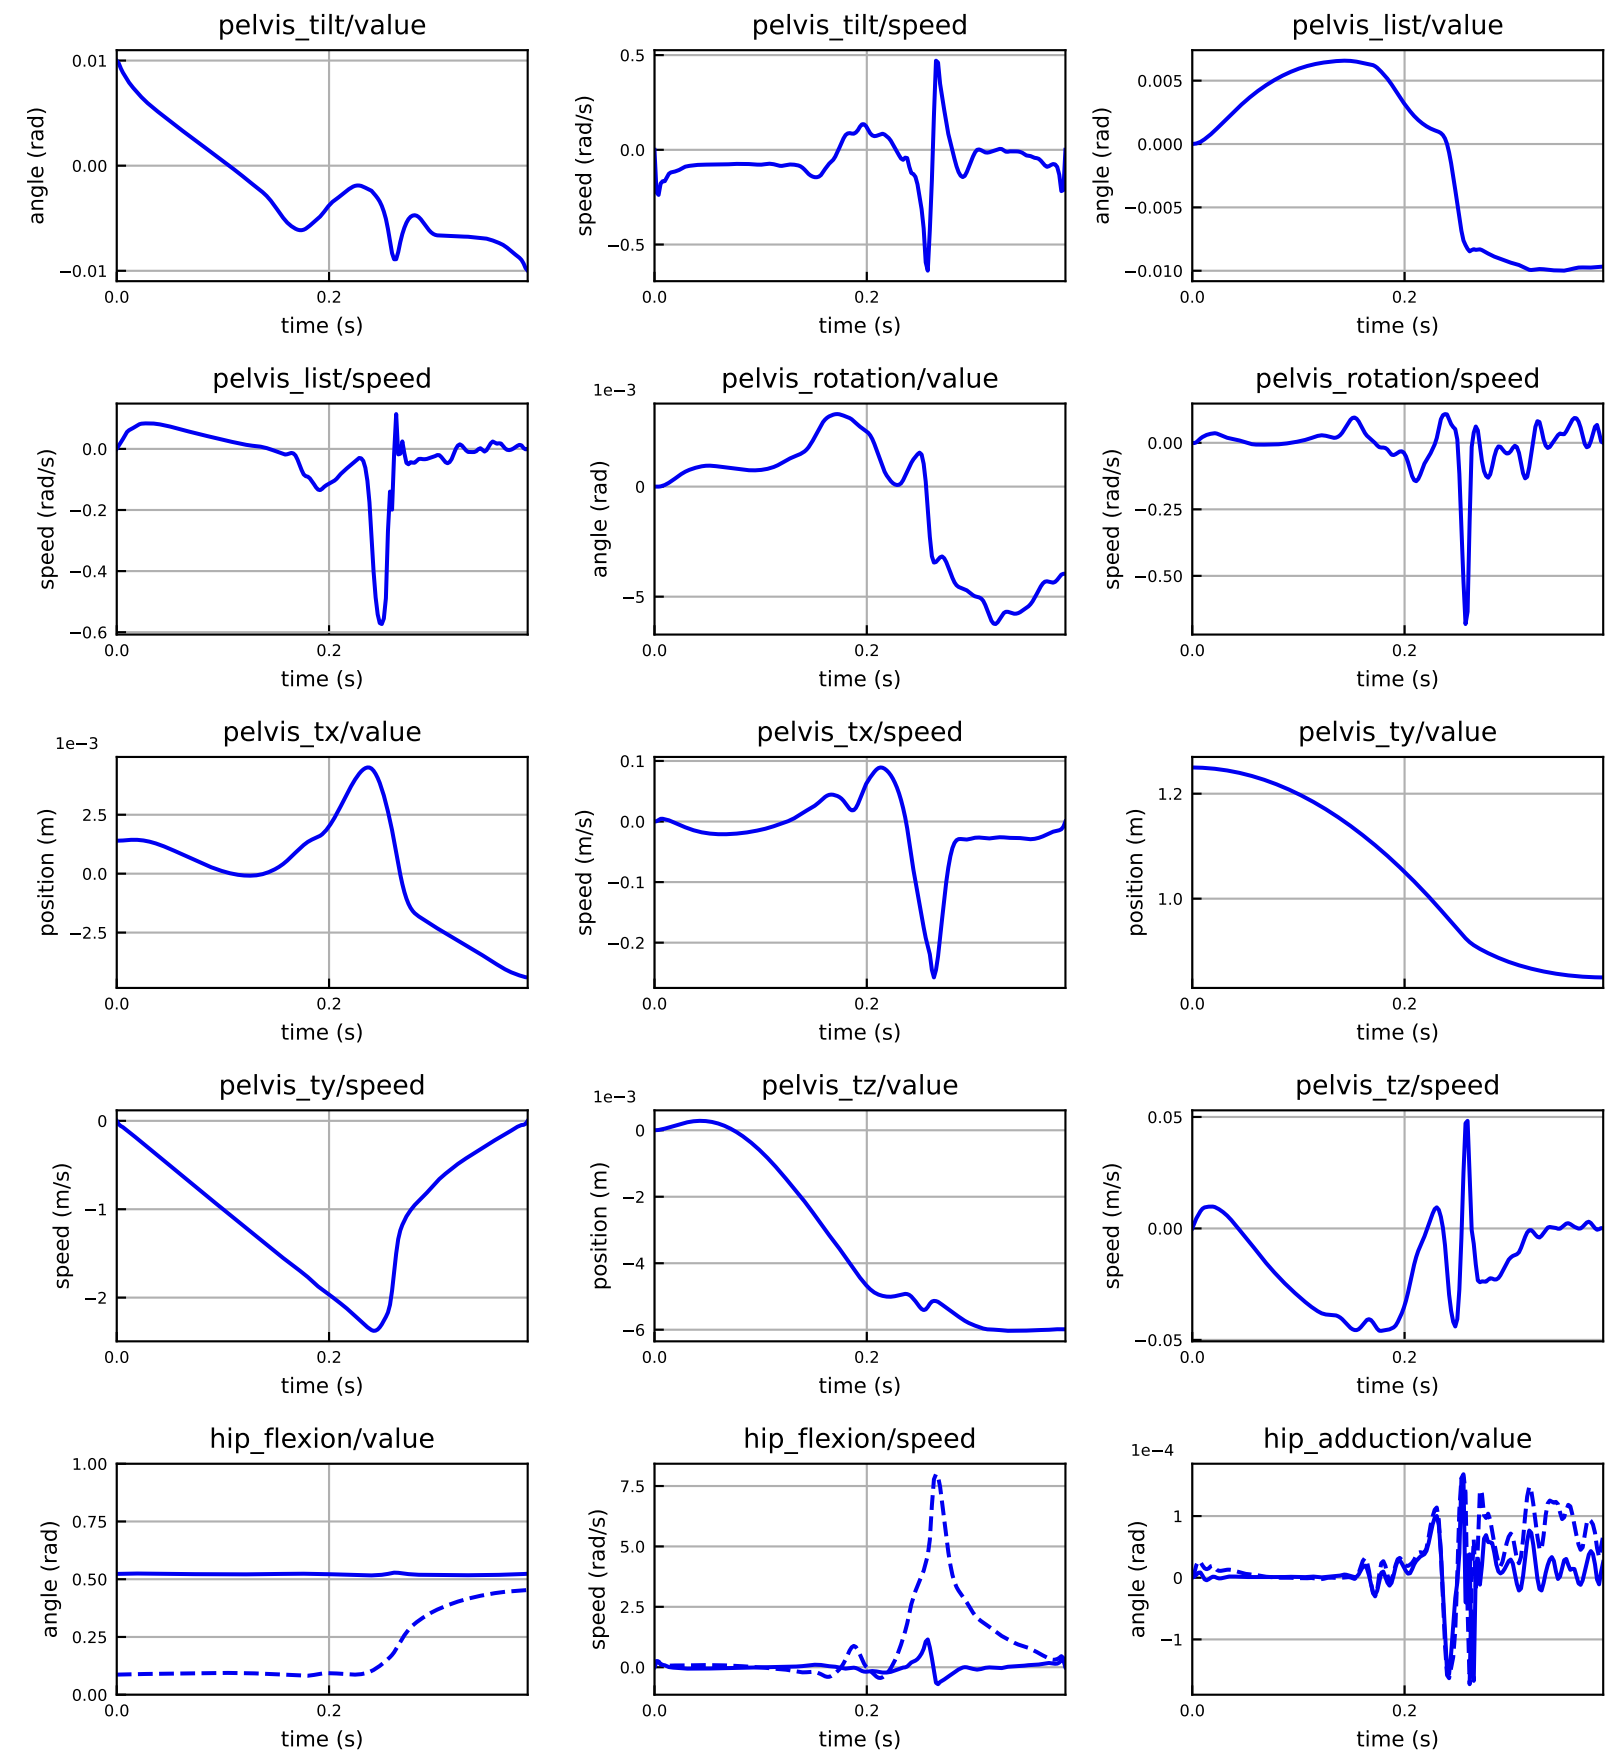 pelvis_tilt/value
pelvis_tilt/speed
pelvis_list/value
angle (rad)
0.01
0.00
−0.01
0.0
0.2
time (s)
speed (rad/s)
0.5
0.0
−0.5
0.0
0.2
time (s)
angle (rad)
0.005
0.000
−0.005
−0.010
0.0
0.2
time (s)
pelvis_list/speed
pelvis_rotation/value
pelvis_rotation/speed
speed (rad/s)
0.0
−0.2
−0.4
−0.6
0.0
0.2
time (s)
1e−3
angle (rad)
0
−5
0.0
0.2
time (s)
speed (rad/s)
0.00
−0.25
−0.50
0.0
0.2
time (s)
pelvis_tx/value
pelvis_tx/speed
pelvis_ty/value
1e−3
position (m)
2.5
0.0
−2.5
0.0
0.2
time (s)
speed (m/s)
0.1
0.0
−0.1
−0.2
0.0
0.2
time (s)
position (m)
1.2
1.0
0.0
0.2
time (s)
pelvis_ty/speed
pelvis_tz/value
pelvis_tz/speed
speed (m/s)
0
−1
−2
0.0
0.2
time (s)
1e−3
position (m)
0
−2
−4
−6
0.0
0.2
time (s)
speed (m/s)
0.05
0.00
−0.05
0.0
0.2
time (s)
hip_flexion/value
hip_flexion/speed
hip_adduction/value
angle (rad)
1.00
0.75
0.50
0.25
0.00
0.0
0.2
time (s)
speed (rad/s)
7.5
5.0
2.5
0.0
0.0
0.2
time (s)
1e−4
angle (rad)
1
0
−1
0.0
0.2
time (s)